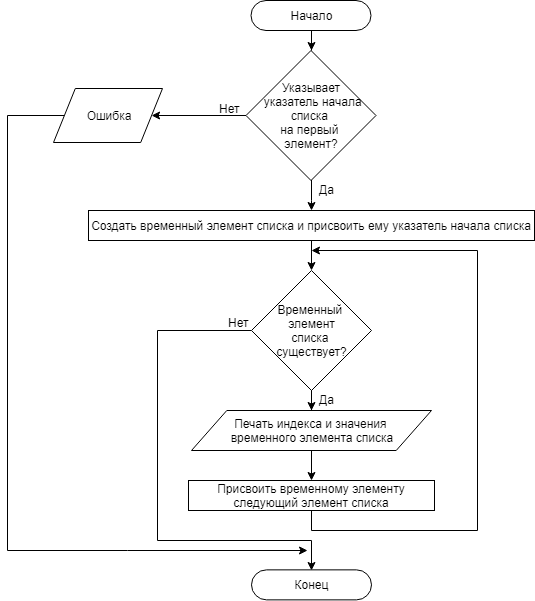 Начало
Указывает
указатель начала
списка
на первый
элемент?
Нет
Ошибка
Да
Создать временный элемент списка и присвоить ему указатель начала списка
Временный
элемент
списка
существует?
Нет
Да
Печать индекса и значения
временного элемента списка
Присвоить временному элементу
следующий элемент списка
Конец